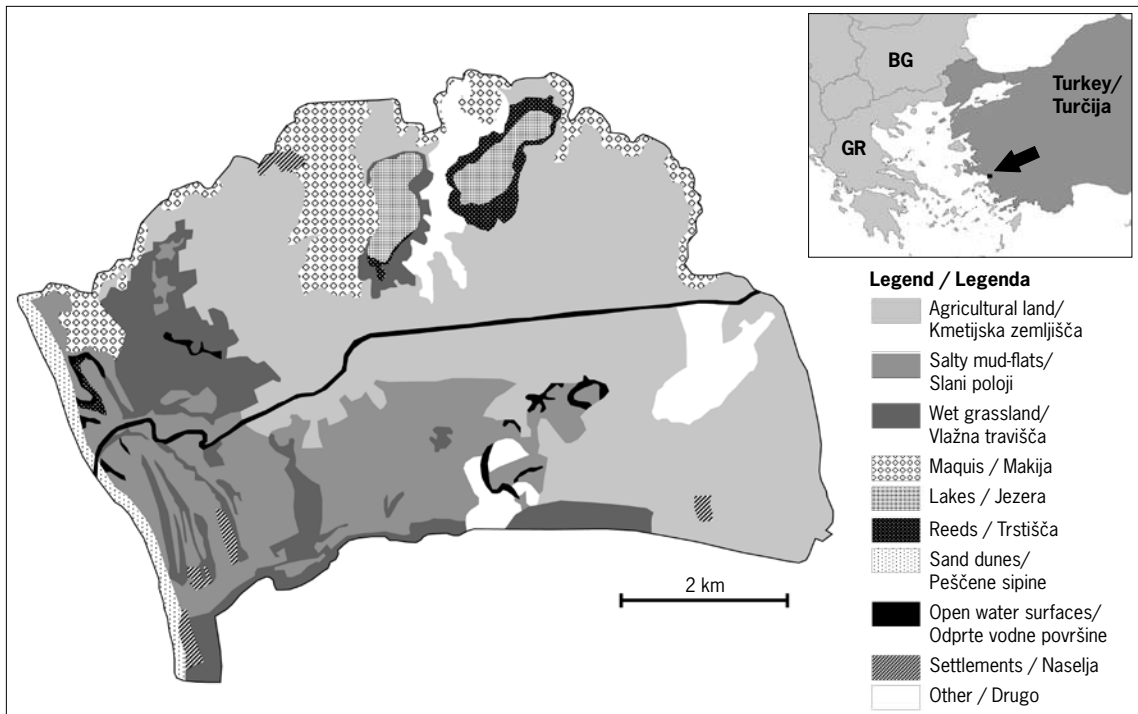 BG
Turkey/
Turčija
GR
Legend / Legenda
Agricultural land/
Kmetijska zemljišča
Salty mud-flats/
Slani poloji
Wet grassland/
Vlažna travišča
Maquis / Makija
Lakes / Jezera
Reeds / Trstišča
Sand dunes/
Peščene sipine
Open water surfaces/
Odprte vodne površine
Settlements / Naselja
Other / Drugo
2 km